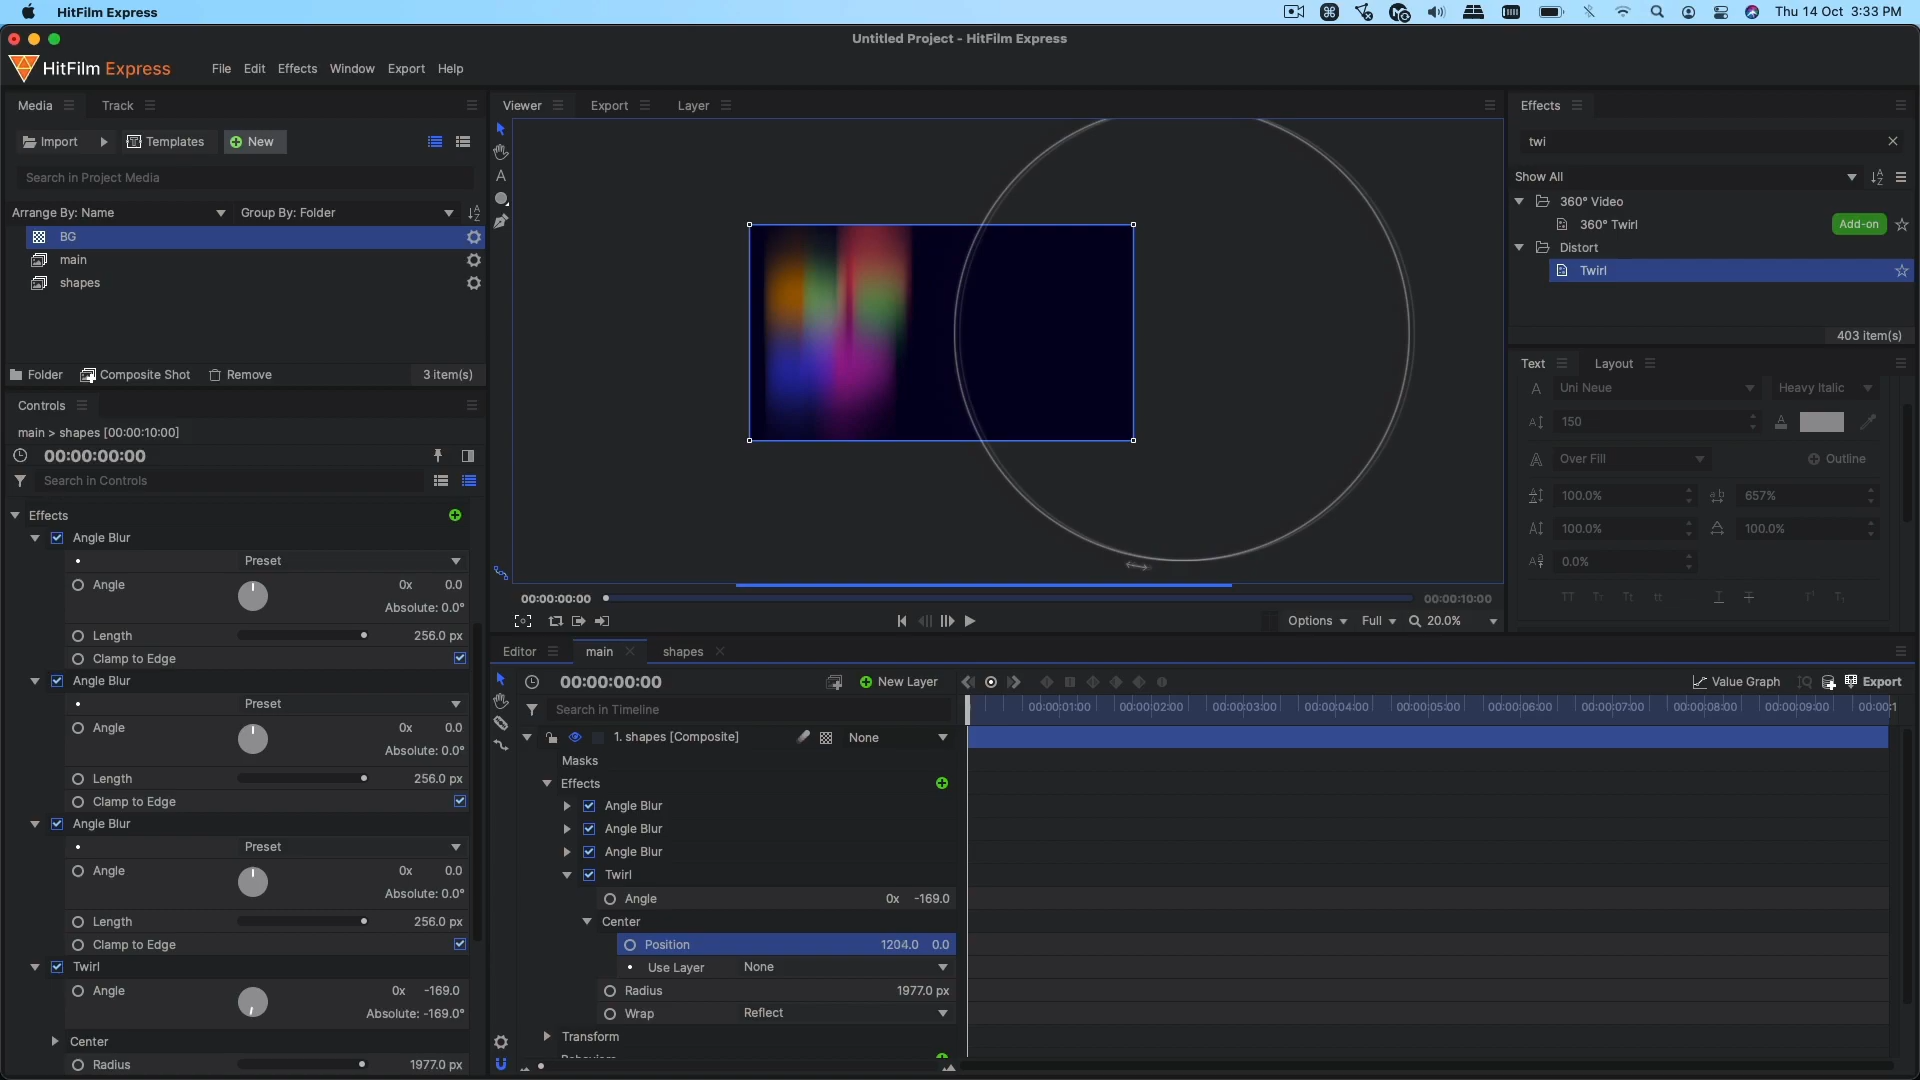 HitFilm Express
Thu 14 Oct 3:33 PM
Untitled Project - HitFilm Express
HitFilm Express
File Edit Effects Window Export Help
Media
Track
Import
Templates
New
Search in Project Media
Arrange By: Name
Group By: Folder
BG
main
shapes
Folder
Composite Shot
Remove
3 item(s)
Controls
main > shapes [00:00:10:00]
00:00:00:00
Search in Controls
Effects
Angle Blur
Preset
Angle 0x 0.0
Absolute: 0.0°
Length 256.0 px
Clamp to Edge
Angle Blur
Preset
Angle 0x 0.0
Absolute: 0.0°
Length 256.0 px
Clamp to Edge
Angle Blur
Preset
Angle 0x 0.0
Absolute: 0.0°
Length 256.0 px
Clamp to Edge
Twirl
Angle 0x -169.0
Absolute: -169.0°
Center
Radius 1977.0 px
Viewer
Export
Layer
A
00:00:00:00
00:00:10:00
Options
Full
20.0%
Effects
twi
Show All
360° Video
360° Twirl
Add-on
Distort
Twirl
403 item(s)
Text
Layout
Uni Neue
Heavy Italic
150
Over Fill
Outline
100.0%
657%
100.0%
100.0%
0.0%
Editor
main
shapes
00:00:00:00
New Layer
Value Graph
Export
Search in Timeline
00:00:01:00 00:00:02:00 00:00:03:00 00:00:04:00 00:00:05:00 00:00:06:00 00:00:07:00 00:00:08:00 00:00:09:00 00:00:1
1. shapes [Composite]
None
Masks
Effects
Angle Blur
Angle Blur
Angle Blur
Twirl
Angle 0x -169.0
Center
Position 1204.0 0.0
Use Layer None
Radius 1977.0 px
Wrap Reflect
Transform